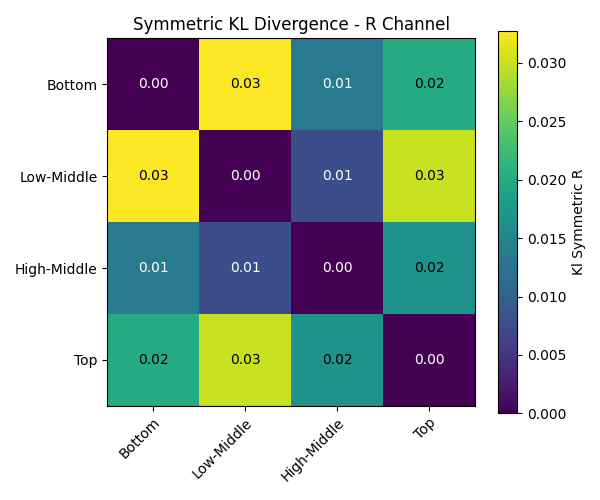 Symmetric KL Divergence - R Channel
Bottom 0.00 0.03 0.01 0.02
Low-Middle 0.03 0.00 0.01 0.03
High-Middle 0.01 0.01 0.00 0.02
Top 0.02 0.03 0.02 0.00
Bottom Low-Middle High-Middle Top
0.030
0.025
0.020
0.015
0.010
0.005
0.000
Kl Symmetric R